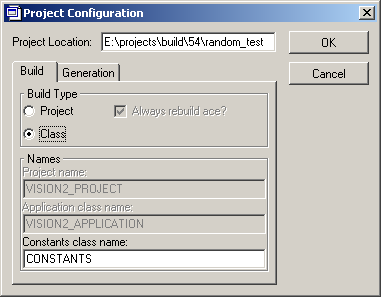 Project Configuration
Project Location: E:\projects\build\54\random_test
OK
Cancel
Build Generation
Build Type
Project Always rebuild ace?
Class
Names
Project name:
VISION2_PROJECT
Application class name:
VISION2_APPLICATION
Constants class name:
CONSTANTS